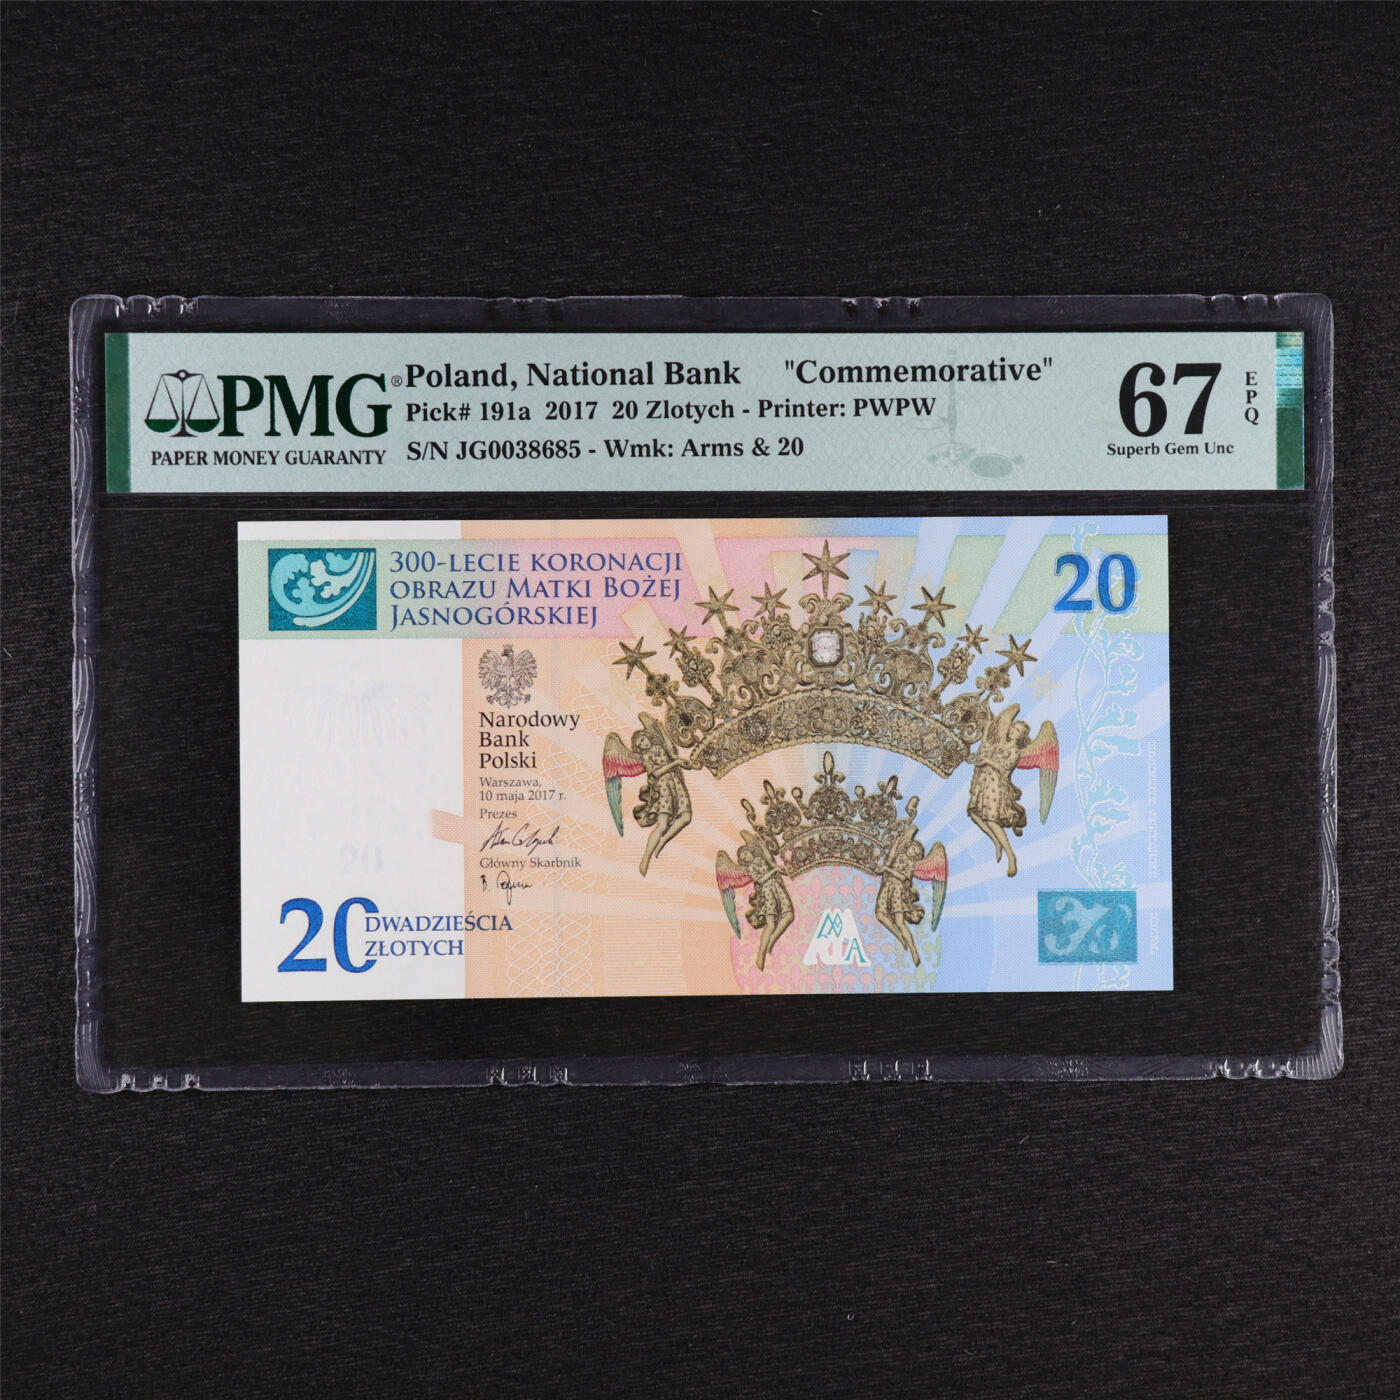 PMG®
PAPER MONEY GUARANTY
Poland, National Bank "Commemorative"
Pick# 191a 2017 20 Zlotych - Printer: PWPW
S/N JG0038685 - Wmk: Arms & 20
67
EPQ
Superb Gem Unc
300-LECIE KORONACJI
OBRAZU MATKI BOŻEJ
JASNOGÓRSKIEJ
20
Narodowy
Bank
Polski
Warszawa,
10 maja 2017 r.
Prezes
Główny Skarbnik
20
20
DWADZIEŚCIA
ZŁOTYCH